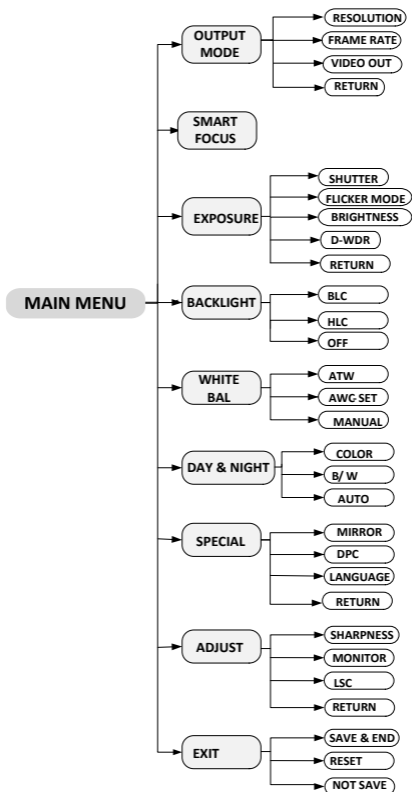 MAIN MENU
OUTPUT
MODE
RESOLUTION
FRAME RATE
VIDEO OUT
RETURN
SMART
FOCUS
EXPOSURE
SHUTTER
FLICKER MODE
BRIGHTNESS
D-WDR
RETURN
BACKLIGHT
BLC
HLC
OFF
WHITE
BAL
ATW
AWC-SET
MANUAL
DAY & NIGHT
COLOR
B/ W
AUTO
SPECIAL
MIRROR
DPC
LANGUAGE
RETURN
ADJUST
SHARPNESS
MONITOR
LSC
RETURN
EXIT
SAVE & END
RESET
NOT SAVE